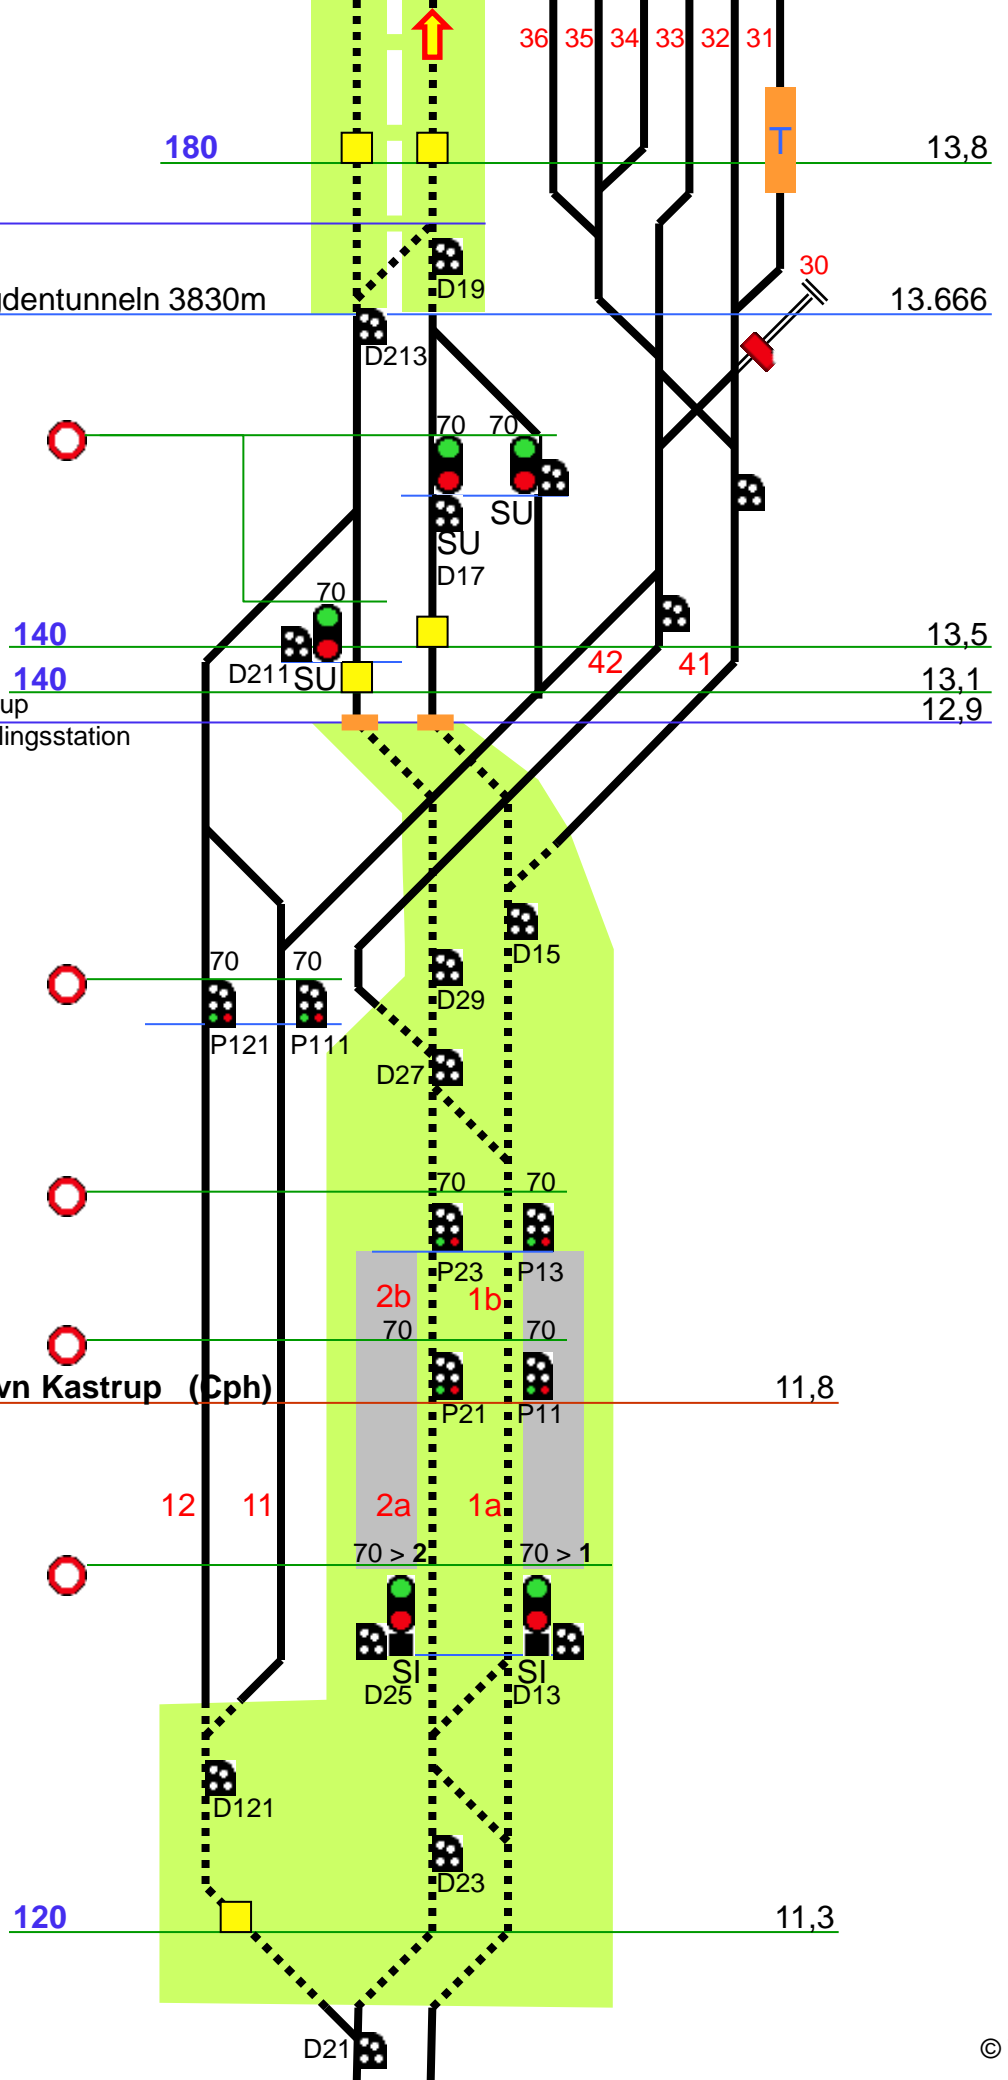 36 35 34 33 32 31
180 T 13,8
30
D19
gdentunneln 3830m 13.666
D213
70 70
SU
SU
D17
70
140 13,5
D211 SU 42 41
140 13,1
up 12,9
lingsstation
D15
70 70 D29
P121 P111
D27
70 70
P23 P13
2b 1b
70 70
vn Kastrup (Cph) 11,8
P21 P11
12 11 2a 1a
70 > 2 70 > 1
SI SI
D25 D13
D121
D23
120 11,3
D21 ©